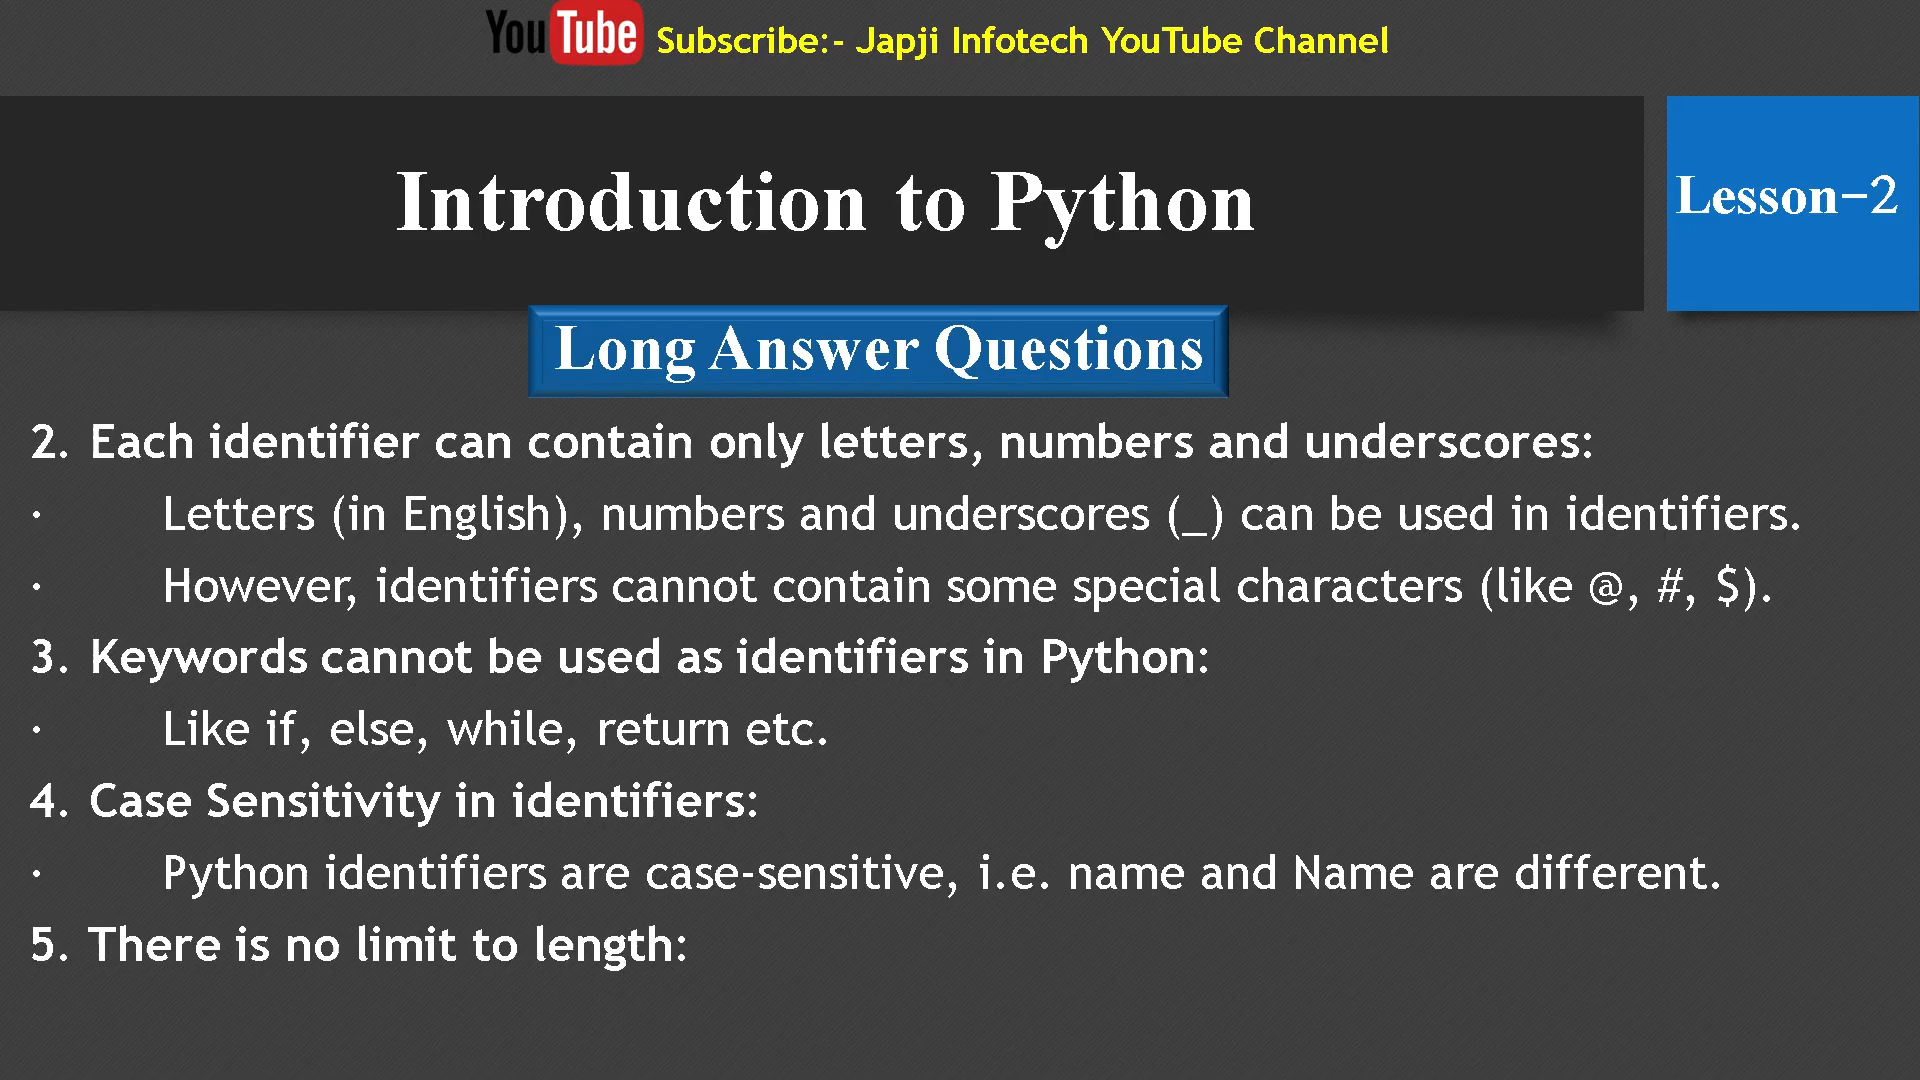 YouTube Subscribe:- Japji Infotech YouTube Channel
Introduction to Python
Lesson-2
Long Answer Questions
2. Each identifier can contain only letters, numbers and underscores:
· Letters (in English), numbers and underscores (_) can be used in identifiers.
· However, identifiers cannot contain some special characters (like @, #, $).
3. Keywords cannot be used as identifiers in Python:
· Like if, else, while, return etc.
4. Case Sensitivity in identifiers:
· Python identifiers are case-sensitive, i.e. name and Name are different.
5. There is no limit to length: